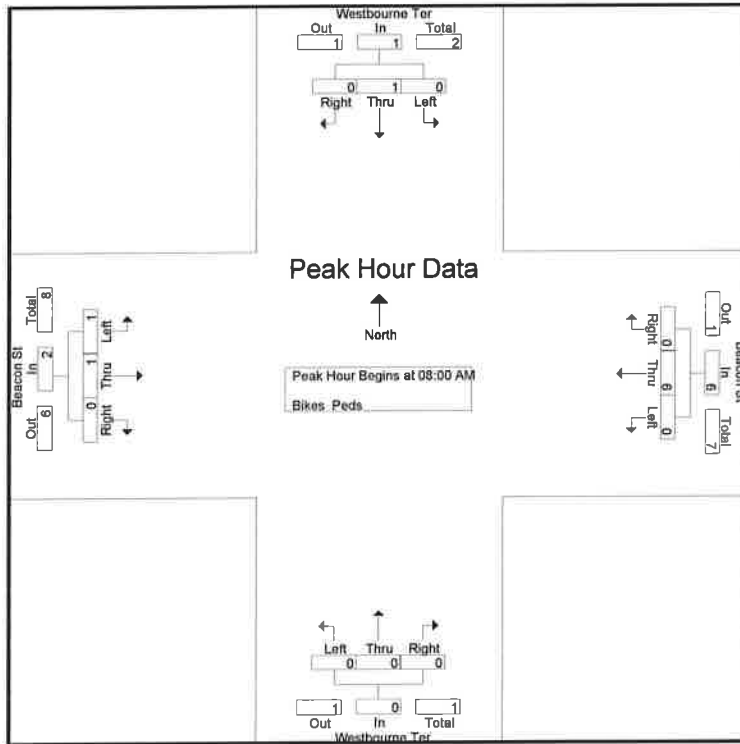 Westbourne Ter
Out In Total
1 1 2
0 1 0
Right Thru Left
Peak Hour Data
North
Peak Hour Begins at 08:00 AM
Bikes Peds
Beacon St
Total In Out
8 2 6
1 1 0
Left Thru Right
Right Thru Left
0 6 0
Out In Total
1 6 7
Left Thru Right
0 0 0
1 0 1
Out In Total
Westbourne Ter